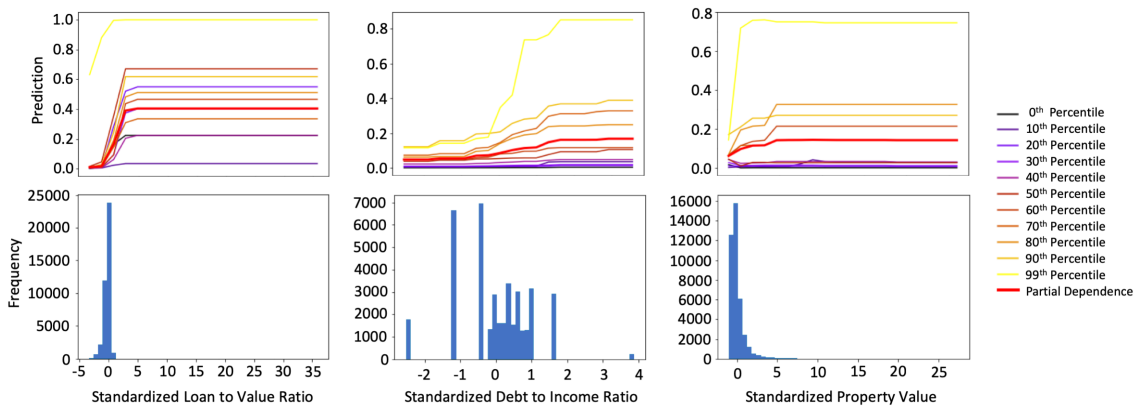 Prediction
1.0
0.8
0.6
0.4
0.2
0.0
0.8
0.6
0.4
0.2
0.0
0.8
0.6
0.4
0.2
0.0
0th Percentile
10th Percentile
20th Percentile
30th Percentile
40th Percentile
50th Percentile
60th Percentile
70th Percentile
80th Percentile
90th Percentile
99th Percentile
Partial Dependence
Frequency
25000
20000
15000
10000
5000
0
7000
6000
5000
4000
3000
2000
1000
0
16000
14000
12000
10000
8000
6000
4000
2000
0
-5 0 5 10 15 20 25 30 35
-2 -1 0 1 2 3 4
0 5 10 15 20 25
Standardized Loan to Value Ratio
Standardized Debt to Income Ratio
Standardized Property Value